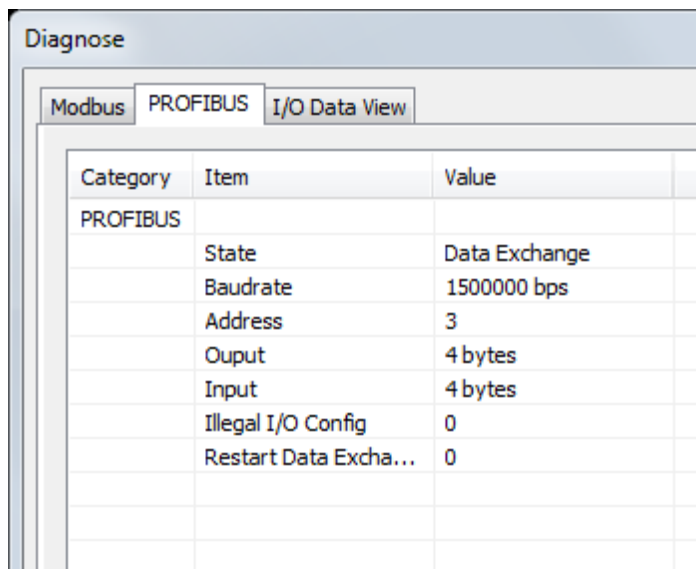 Diagnose
Modbus PROFIBUS I/O Data View
Category Item Value
PROFIBUS
State Data Exchange
Baudrate 1500000 bps
Address 3
Ouput 4 bytes
Input 4 bytes
Illegal I/O Config 0
Restart Data Excha... 0